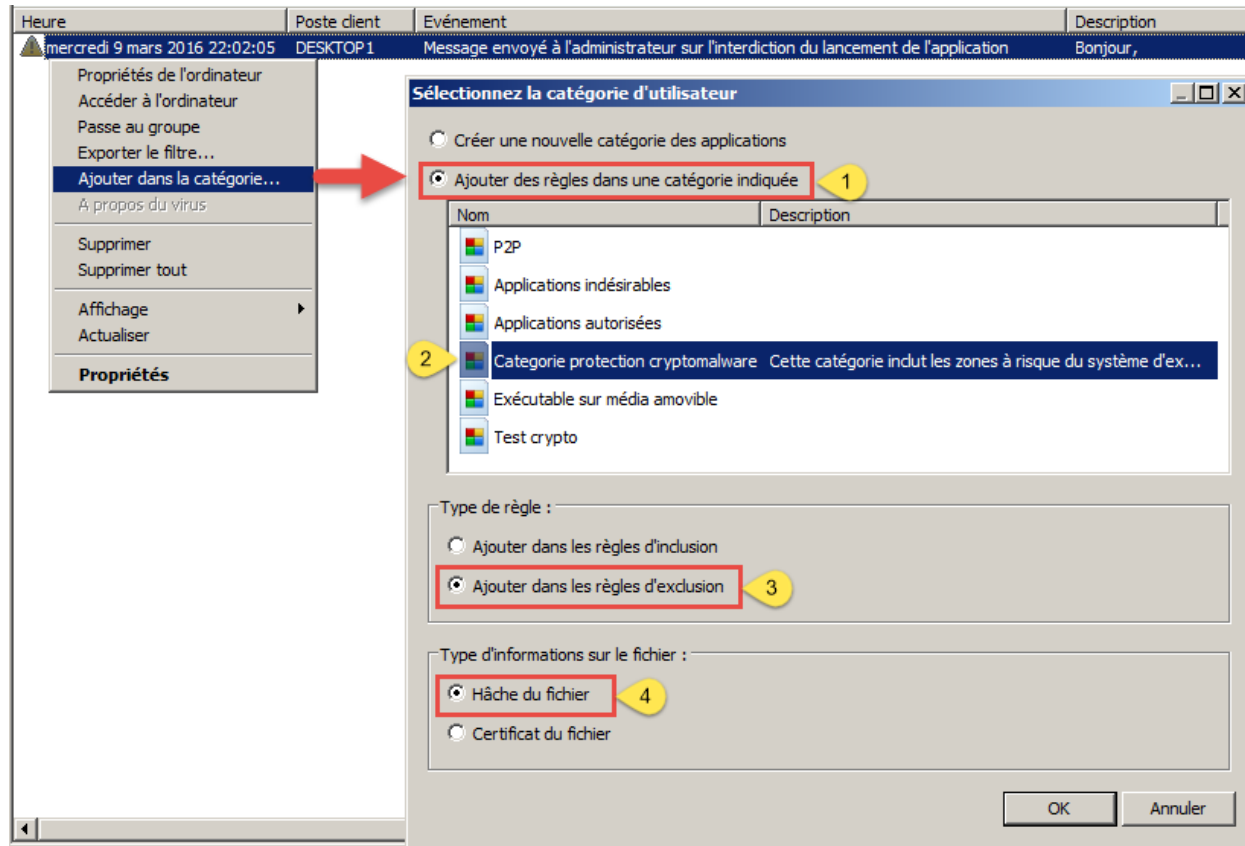 Heure Poste client Evénement Description
mercredi 9 mars 2016 22:02:05 DESKTOP1 Message envoyé à l'administrateur sur l'interdiction du lancement de l'application Bonjour,
Propriétés de l'ordinateur
Accéder à l'ordinateur
Passe au groupe
Exporter le filtre...
Ajouter dans la catégorie...
A propos du virus
Supprimer
Supprimer tout
Affichage
Actualiser
Propriétés
Sélectionnez la catégorie d'utilisateur
Créer une nouvelle catégorie des applications
Ajouter des règles dans une catégorie indiquée 1
Nom Description
P2P
Applications indésirables
Applications autorisées
2 Categorie protection cryptomalware Cette catégorie inclut les zones à risque du système d'ex...
Exécutable sur média amovible
Test crypto
Type de règle :
Ajouter dans les règles d'inclusion
Ajouter dans les règles d'exclusion 3
Type d'informations sur le fichier :
Hâche du fichier 4
Certificat du fichier
OK Annuler